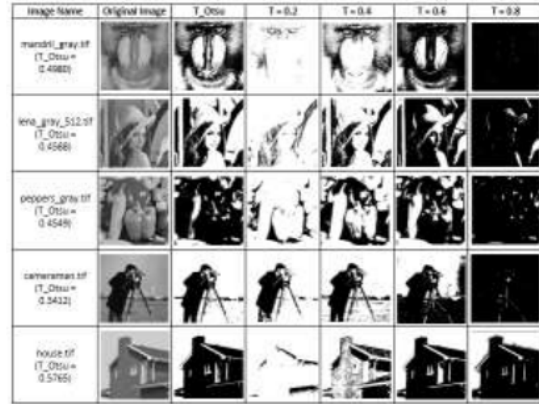 Image Name Original Image T_Otsu T = 0.2 T = 0.4 T = 0.6 T = 0.8
mandril_gray.tif
(T_Otsu =
0.4980)
lena_gray_512.tif
(T_Otsu =
0.4568)
peppers_gray.tif
(T_Otsu =
0.4549)
cameraman.tif
(T_Otsu =
0.3412)
house.tif
(T_Otsu =
0.5765)